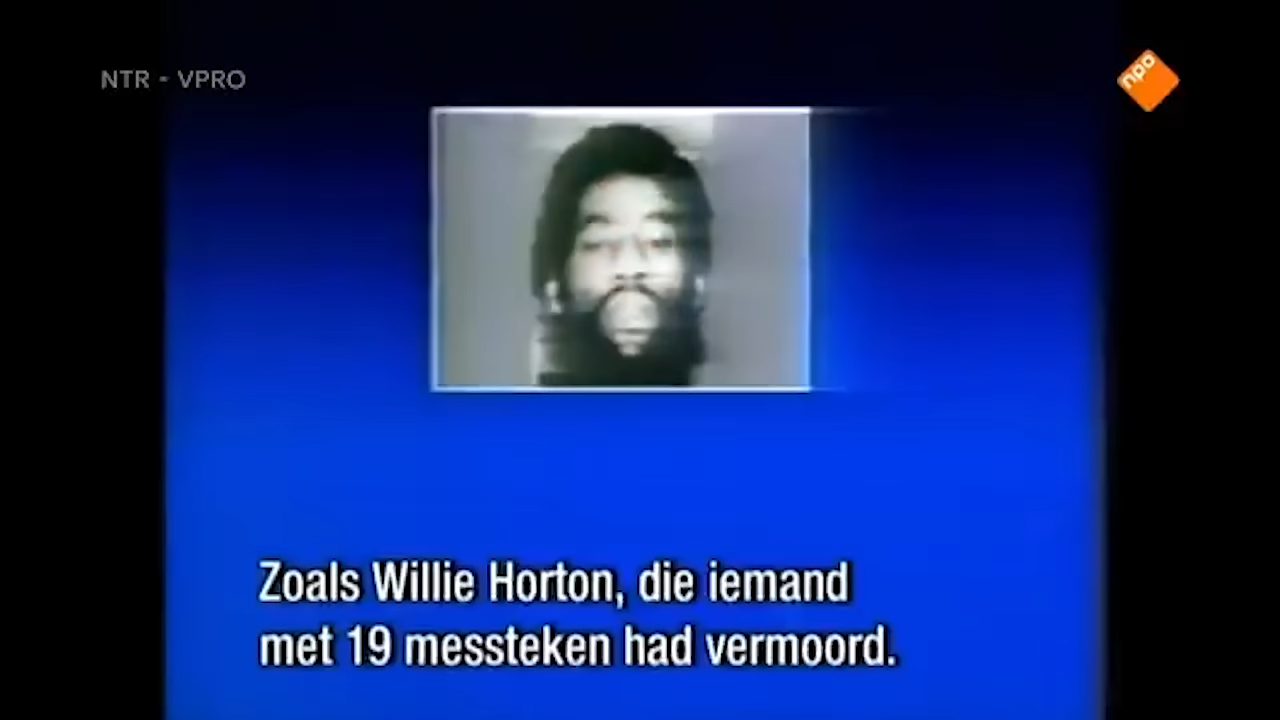 NTR - VPRO
npo
Zoals Willie Horton, die iemand
met 19 messteken had vermoord.